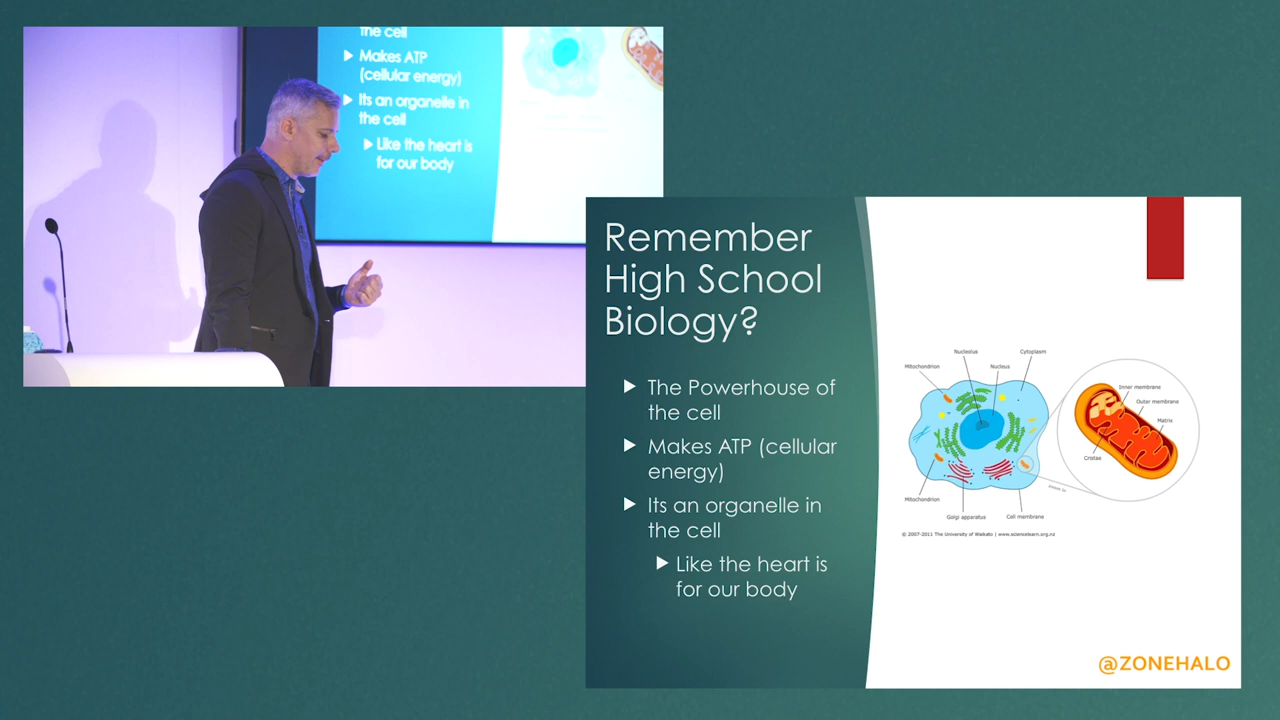 the cell
Makes ATP
(cellular energy)
Its an organelle in
the cell
Like the heart is
for our body
Remember
High School
Biology?
The Powerhouse of
the cell
Makes ATP (cellular
energy)
Its an organelle in
the cell
Like the heart is
for our body
Nucleolus
Cytoplasm
Mitochondrion
Nucleus
Inner membrane
Outer membrane
Matrix
Cristae
Mitochondrion
Golgi apparatus
Cell membrane
© 2007-2011 The University of Waikato | www.sciencelearn.org.nz
@ZONEHALO